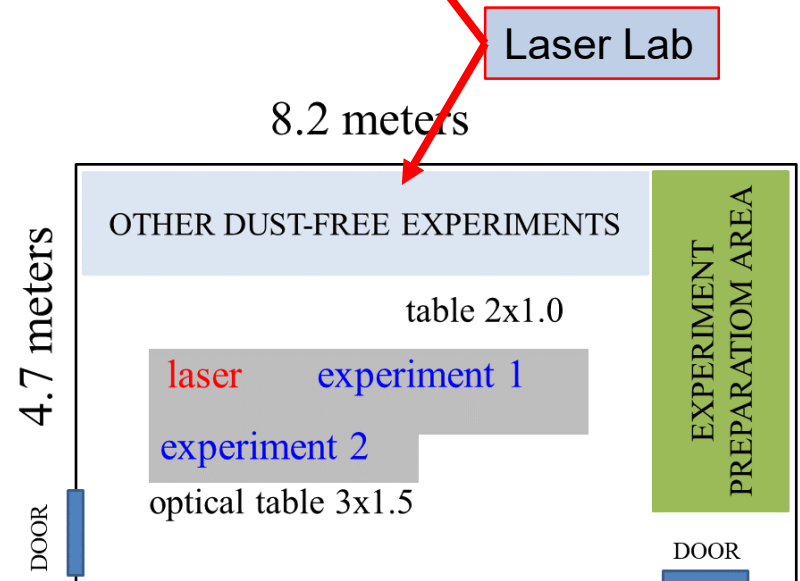 Laser Lab
8.2 meters
4.7 meters
OTHER DUST-FREE EXPERIMENTS
EXPERIMENT
PREPARATIOM AREA
table 2x1.0
laser
experiment 1
experiment 2
optical table 3x1.5
DOOR
DOOR